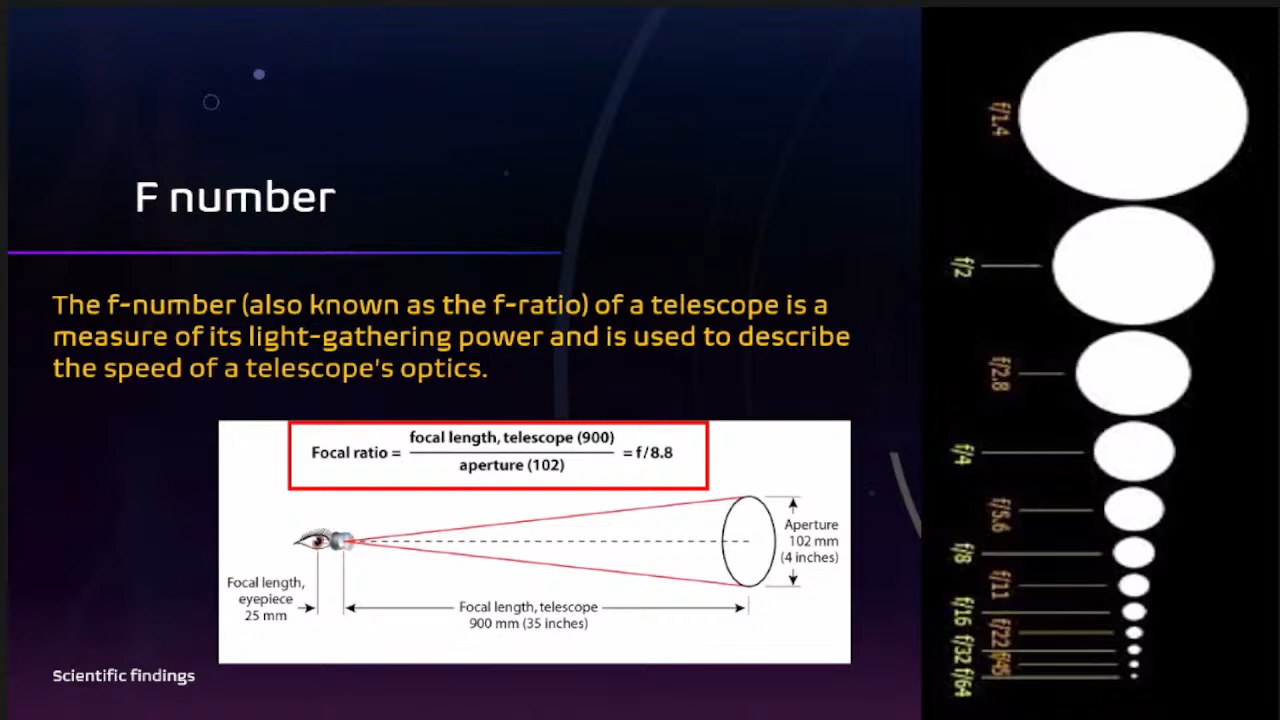 F number
The f-number (also known as the f-ratio) of a telescope is a
measure of its light-gathering power and is used to describe
the speed of a telescope's optics.
Focal ratio = focal length, telescope (900) / aperture (102) = f/8.8
Aperture
102 mm
(4 inches)
Focal length,
eyepiece
25 mm
Focal length, telescope
900 mm (35 inches)
Scientific findings
f/1.4
f/2
f/2.8
f/4
f/5.6
f/8
f/11
f/16
f/22
f/32
f/45
f/64